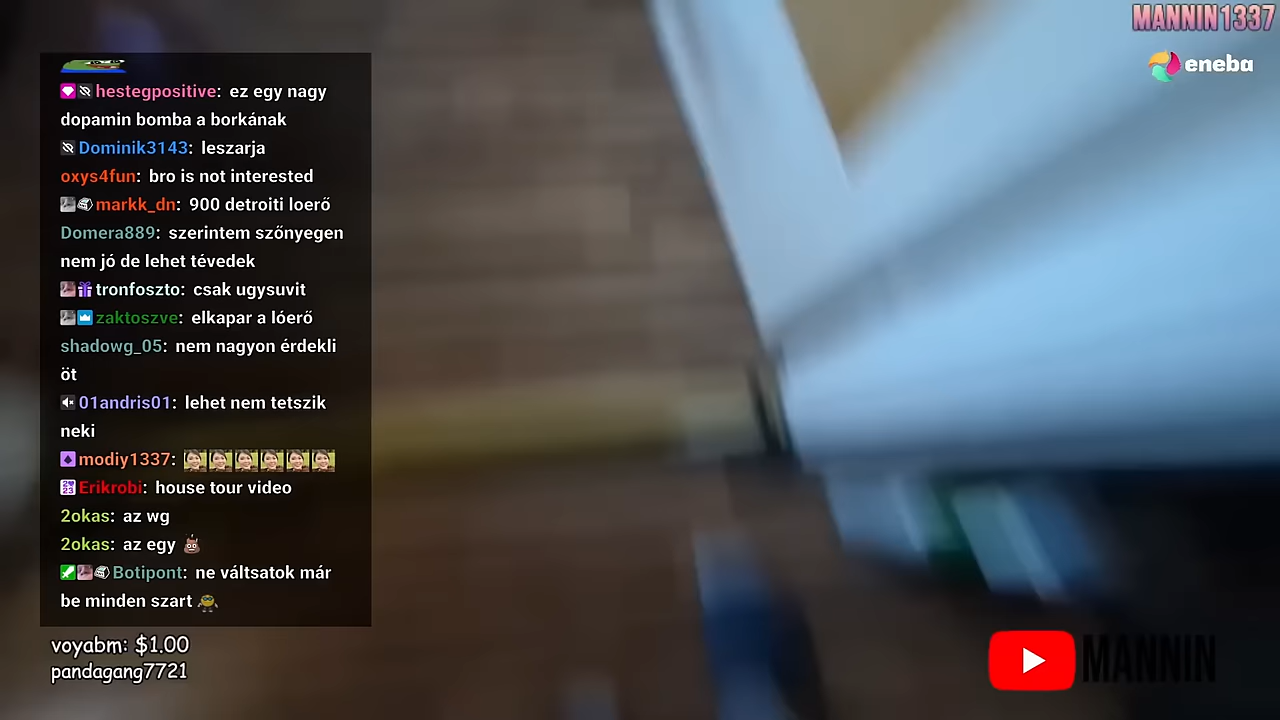 MANNIN1337
eneba
hestegpositive: ez egy nagy
dopamin bomba a borkának
Dominik3143: leszarja
oxys4fun: bro is not interested
markk_dn: 900 detroiti loerő
Domera889: szerintem szőnyegen
nem jó de lehet tévedek
tronfoszto: csak ugysuvit
zaktoszve: elkapar a lóerő
shadowg_05: nem nagyon érdekli
öt
01andris01: lehet nem tetszik
neki
modiy1337:
Erikrobi: house tour video
2okas: az wg
2okas: az egy 💩
Botipont: ne váltsatok már
be minden szart
voyabm: $1.00
pandagang7721
MANNIN